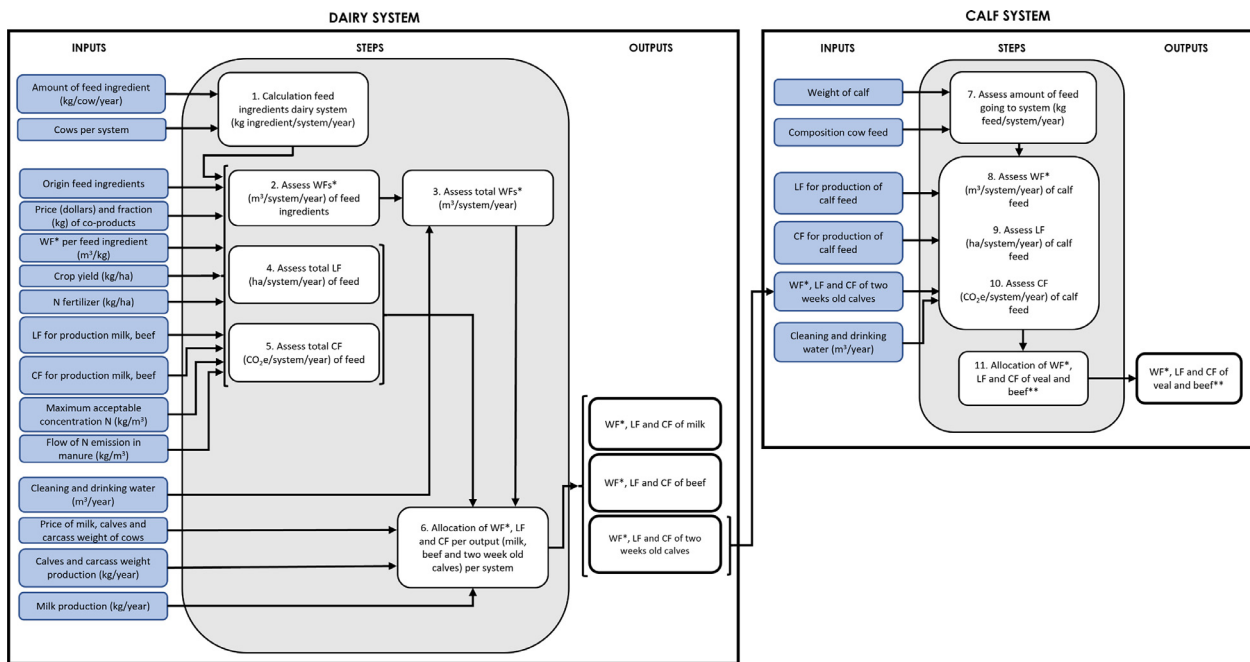 DAIRY SYSTEM
INPUTS
STEPS
OUTPUTS
Amount of feed ingredient
(kg/cow/year)
Cows per system
Origin feed ingredients
Price (dollars) and fraction
(kg) of co-products
WF* per feed ingredient
(m³/kg)
Crop yield (kg/ha)
N fertilizer (kg/ha)
LF for production milk, beef
CF for production milk, beef
Maximum acceptable
concentration N (kg/m³)
Flow of N emission in
manure (kg/m³)
Cleaning and drinking water
(m³/year)
Price of milk, calves and
carcass weight of cows
Calves and carcass weight
production (kg/year)
Milk production (kg/year)
1. Calculation feed
ingredients dairy system
(kg ingredient/system/year)
2. Assess WFs*
(m³/system/year) of feed
ingredients
3. Assess total WFs*
(m³/system/year)
4. Assess total LF
(ha/system/year) of feed
5. Assess total CF
(CO₂e/system/year) of feed
6. Allocation of WF*, LF
and CF per output (milk,
beef and two week old
calves) per system
WF*, LF and CF of milk
WF*, LF and CF of beef
WF*, LF and CF of two
weeks old calves
CALF SYSTEM
INPUTS
STEPS
OUTPUTS
Weight of calf
Composition cow feed
LF for production of
calf feed
CF for production of
calf feed
WF*, LF and CF of two
weeks old calves
Cleaning and drinking
water (m³/year)
7. Assess amount of feed
going to system (kg
feed/system/year)
8. Assess WF*
(m³/system/year) of calf
feed
9. Assess LF
(ha/system/year) of calf
feed
10. Assess CF
(CO₂e/system/year) of calf
feed
11. Allocation of WF*,
LF and CF of veal and
beef**
WF*, LF and CF of
veal and beef**